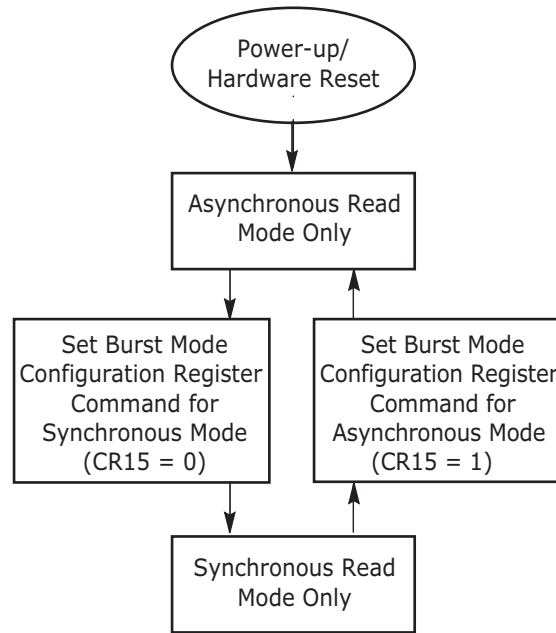 Power-up/
Hardware Reset
Asynchronous Read
Mode Only
Set Burst Mode
Configuration Register
Command for
Synchronous Mode
(CR15 = 0)
Set Burst Mode
Configuration Register
Command for
Asynchronous Mode
(CR15 = 1)
Synchronous Read
Mode Only